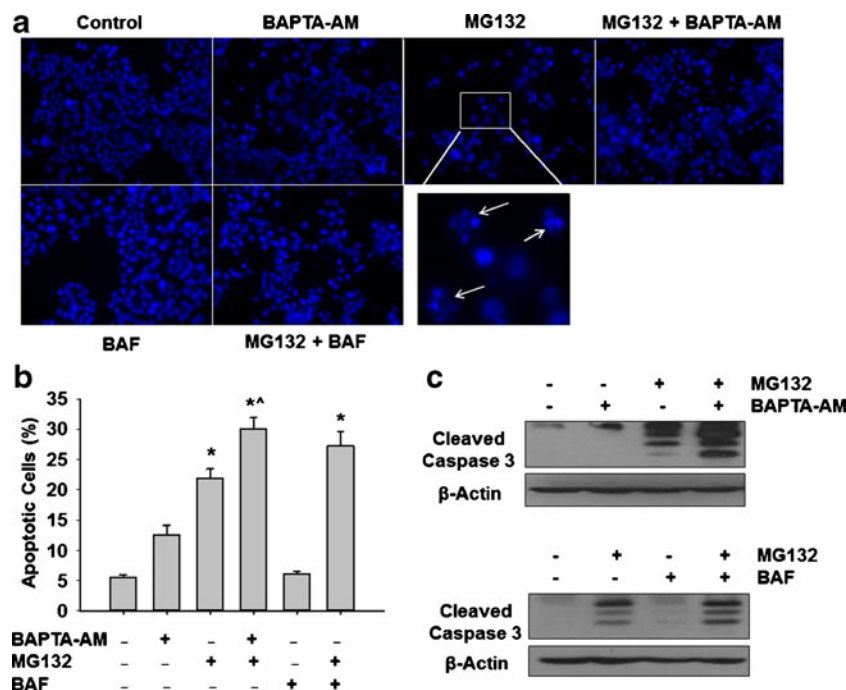 a Control BAPTA-AM MG132 MG132 + BAPTA-AM
BAF MG132 + BAF
b
Apoptotic Cells (%)
35
30
25
20
15
10
5
0
* *^ *
BAPTA-AM – + – + – –
MG132 – – + + – +
BAF – – – – + +
c
- - + + MG132
- + - + BAPTA-AM
Cleaved
Caspase 3
β-Actin
- + - + MG132
- - + + BAF
Cleaved
Caspase 3
β-Actin